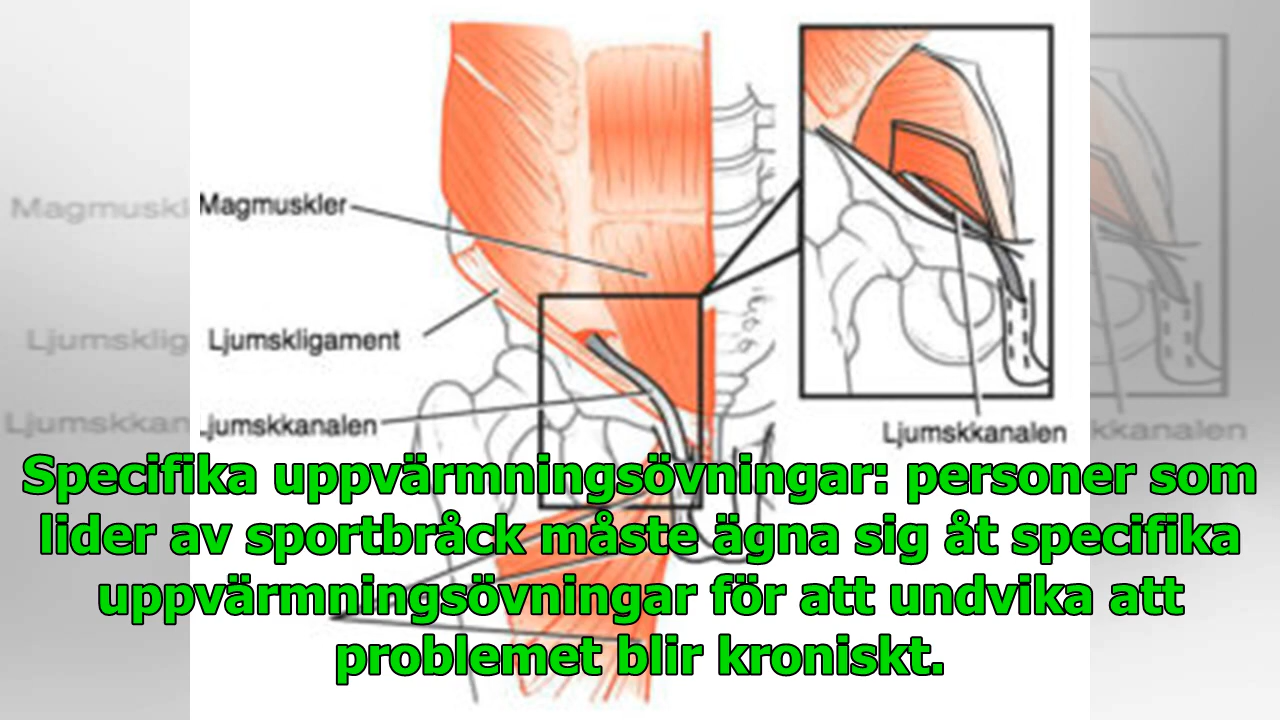 Magmuskler
Ljumskligament
Ljumskkanalen
Ljumskkanalen
Specifika uppvärmningsövningar: personer som
lider av sportbråck måste ägna sig åt specifika
uppvärmningsövningar för att undvika att
problemet blir kroniskt.